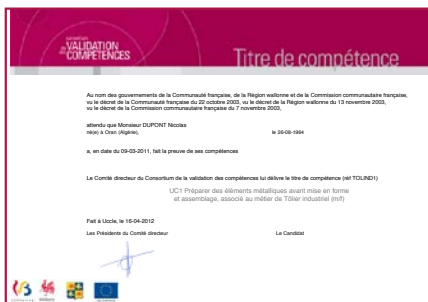 consortium
de VALIDATION
des COMPÉTENCES
Titre de compétence
Au nom des gouvernements de la Communauté française, de la Région wallonne et de la Commission communautaire française,
vu le décret de la Communauté française du 22 octobre 2003, vu le décret de la Région wallonne du 13 novembre 2003,
vu le décret de la Commission communautaire française du 7 novembre 2003,
attendu que Monsieur DUPONT Nicolas
né(e) à Oran (Algérie), le 26-08-1964
a, en date du 09-03-2011, fait la preuve de ses compétences
Le Comité directeur du Consortium de la validation des compétences lui délivre le titre de compétence (réf TOLIND1)
UC1 Préparer des éléments métalliques avant mise en forme
et assemblage, associé au métier de Tôlier industriel (m/f)
Fait à Uccle, le 16-04-2012
Les Présidents du Comité directeur Le Candidat